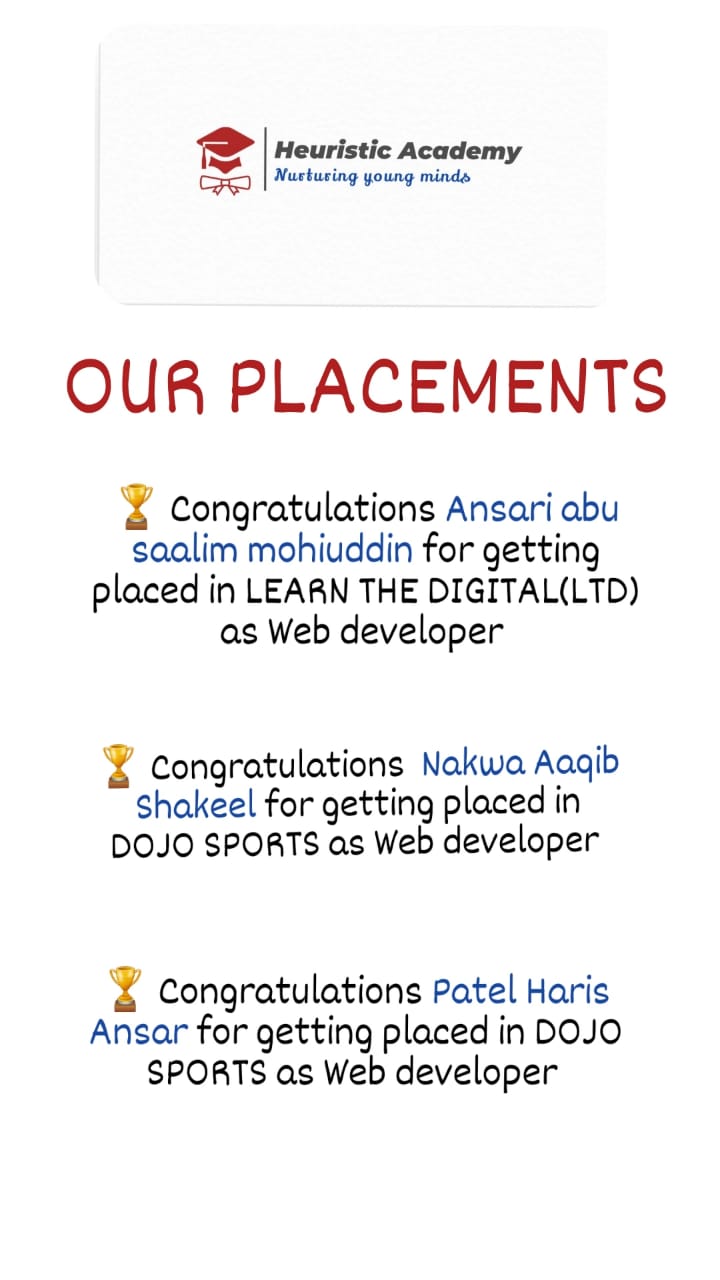 Heuristic Academy
Nurturing young minds
OUR PLACEMENTS
🏆 Congratulations Ansari abu
saalim mohiuddin for getting
placed in LEARN THE DIGITAL(LTD)
as Web developer
🏆 Congratulations Nakwa Aaqib
Shakeel for getting placed in
DOJO SPORTS as Web developer
🏆 Congratulations Patel Haris
Ansar for getting placed in DOJO
SPORTS as Web developer